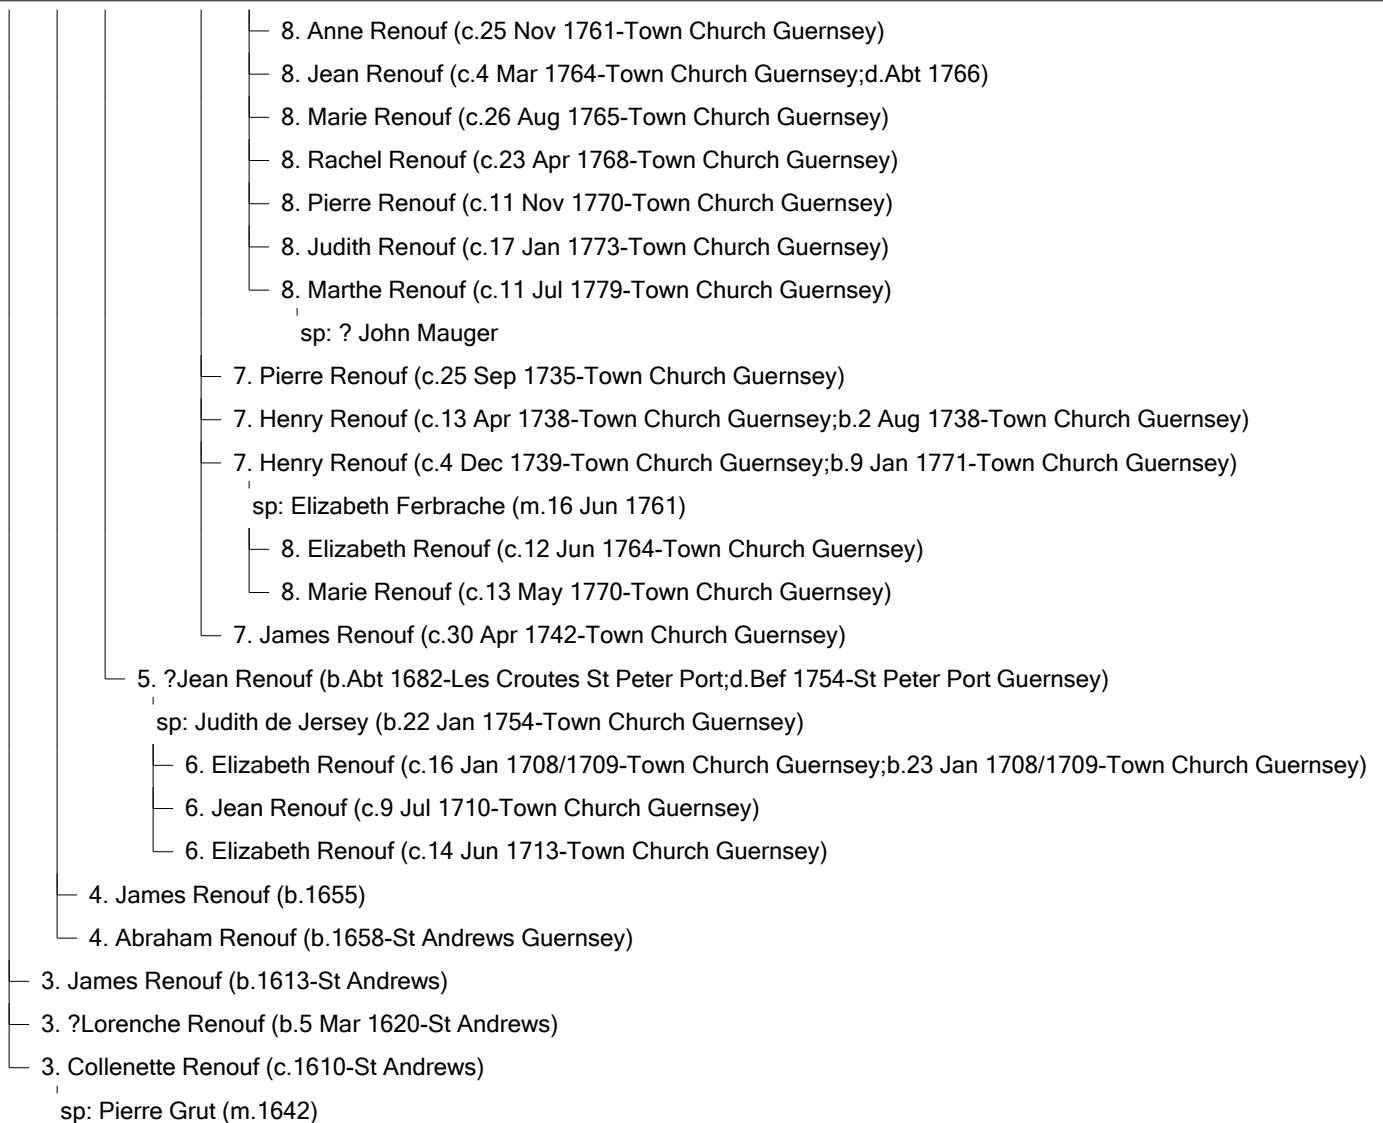 8. Anne Renouf (c.25 Nov 1761-Town Church Guernsey)
8. Jean Renouf (c.4 Mar 1764-Town Church Guernsey;d.Abt 1766)
8. Marie Renouf (c.26 Aug 1765-Town Church Guernsey)
8. Rachel Renouf (c.23 Apr 1768-Town Church Guernsey)
8. Pierre Renouf (c.11 Nov 1770-Town Church Guernsey)
8. Judith Renouf (c.17 Jan 1773-Town Church Guernsey)
8. Marthe Renouf (c.11 Jul 1779-Town Church Guernsey)
sp: ? John Mauger
7. Pierre Renouf (c.25 Sep 1735-Town Church Guernsey)
7. Henry Renouf (c.13 Apr 1738-Town Church Guernsey;b.2 Aug 1738-Town Church Guernsey)
7. Henry Renouf (c.4 Dec 1739-Town Church Guernsey;b.9 Jan 1771-Town Church Guernsey)
sp: Elizabeth Ferbrache (m.16 Jun 1761)
8. Elizabeth Renouf (c.12 Jun 1764-Town Church Guernsey)
8. Marie Renouf (c.13 May 1770-Town Church Guernsey)
7. James Renouf (c.30 Apr 1742-Town Church Guernsey)
5. ?Jean Renouf (b.Abt 1682-Les Croutes St Peter Port;d.Bef 1754-St Peter Port Guernsey)
sp: Judith de Jersey (b.22 Jan 1754-Town Church Guernsey)
6. Elizabeth Renouf (c.16 Jan 1708/1709-Town Church Guernsey;b.23 Jan 1708/1709-Town Church Guernsey)
6. Jean Renouf (c.9 Jul 1710-Town Church Guernsey)
6. Elizabeth Renouf (c.14 Jun 1713-Town Church Guernsey)
4. James Renouf (b.1655)
4. Abraham Renouf (b.1658-St Andrews Guernsey)
3. James Renouf (b.1613-St Andrews)
3. ?Lorenche Renouf (b.5 Mar 1620-St Andrews)
3. Collenette Renouf (c.1610-St Andrews)
sp: Pierre Grut (m.1642)